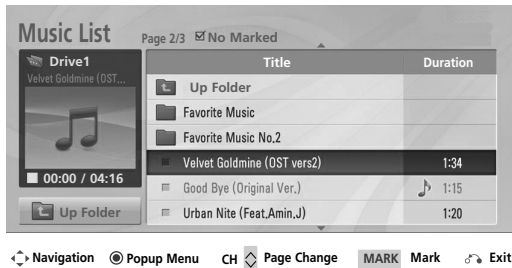 Music List
Page 2/3 No Marked
Drive1
Velvet Goldmine (OST...
00:00 / 04:16
Up Folder
Title Duration
Up Folder
Favorite Music
Favorite Music No.2
Velvet Goldmine (OST vers2) 1:34
Good Bye (Original Ver.) 1:15
Urban Nite (Feat.Amin.J) 1:20
Navigation Popup Menu CH Page Change MARK Mark Exit